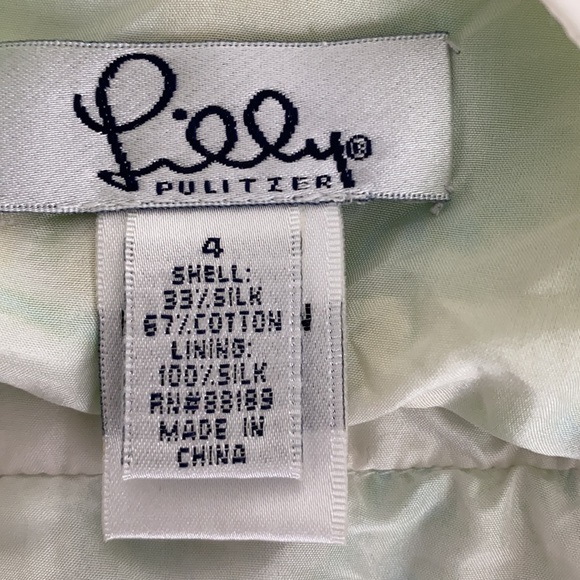 Lilly®
PULITZER
4
SHELL:
33%SILK
67%COTTON
LINING:
100%SILK
RN#88189
MADE IN
CHINA